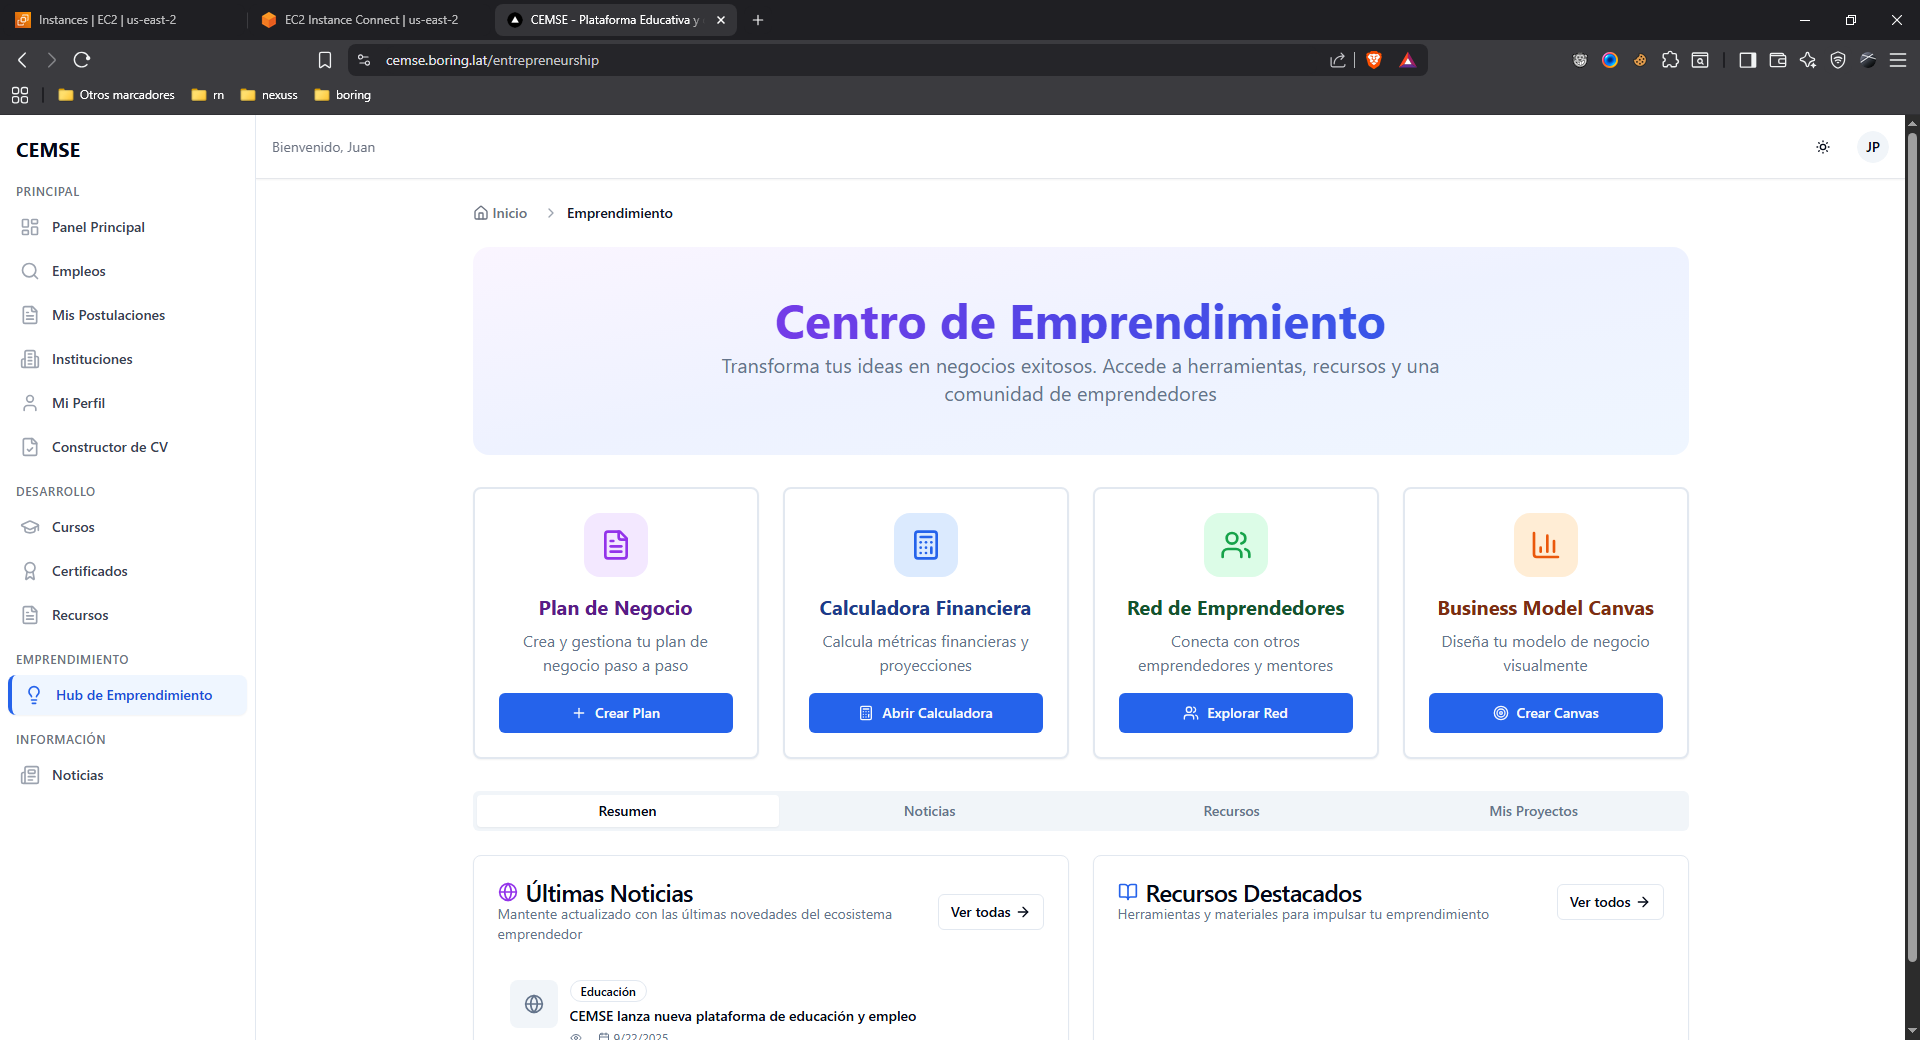 Instances | EC2 | us-east-2
EC2 Instance Connect | us-east-2
CEMSE - Plataforma Educativa y
cemse.boring.lat/entrepreneurship
Otros marcadores
rn
nexuss
boring
CEMSE
Bienvenido, Juan
JP
PRINCIPAL
Panel Principal
Empleos
Mis Postulaciones
Instituciones
Mi Perfil
Constructor de CV
DESARROLLO
Cursos
Certificados
Recursos
EMPRENDIMIENTO
Hub de Emprendimiento
INFORMACIÓN
Noticias
Inicio
Emprendimiento
Centro de Emprendimiento
Transforma tus ideas en negocios exitosos. Accede a herramientas, recursos y una
comunidad de emprendedores
Plan de Negocio
Crea y gestiona tu plan de
negocio paso a paso
Crear Plan
Calculadora Financiera
Calcula métricas financieras y
proyecciones
Abrir Calculadora
Red de Emprendedores
Conecta con otros
emprendedores y mentores
Explorar Red
Business Model Canvas
Diseña tu modelo de negocio
visualmente
Crear Canvas
Resumen
Noticias
Recursos
Mis Proyectos
Últimas Noticias
Mantente actualizado con las últimas novedades del ecosistema
emprendedor
Ver todas
Educación
CEMSE lanza nueva plataforma de educación y empleo
9/22/2025
Recursos Destacados
Herramientas y materiales para impulsar tu emprendimiento
Ver todos